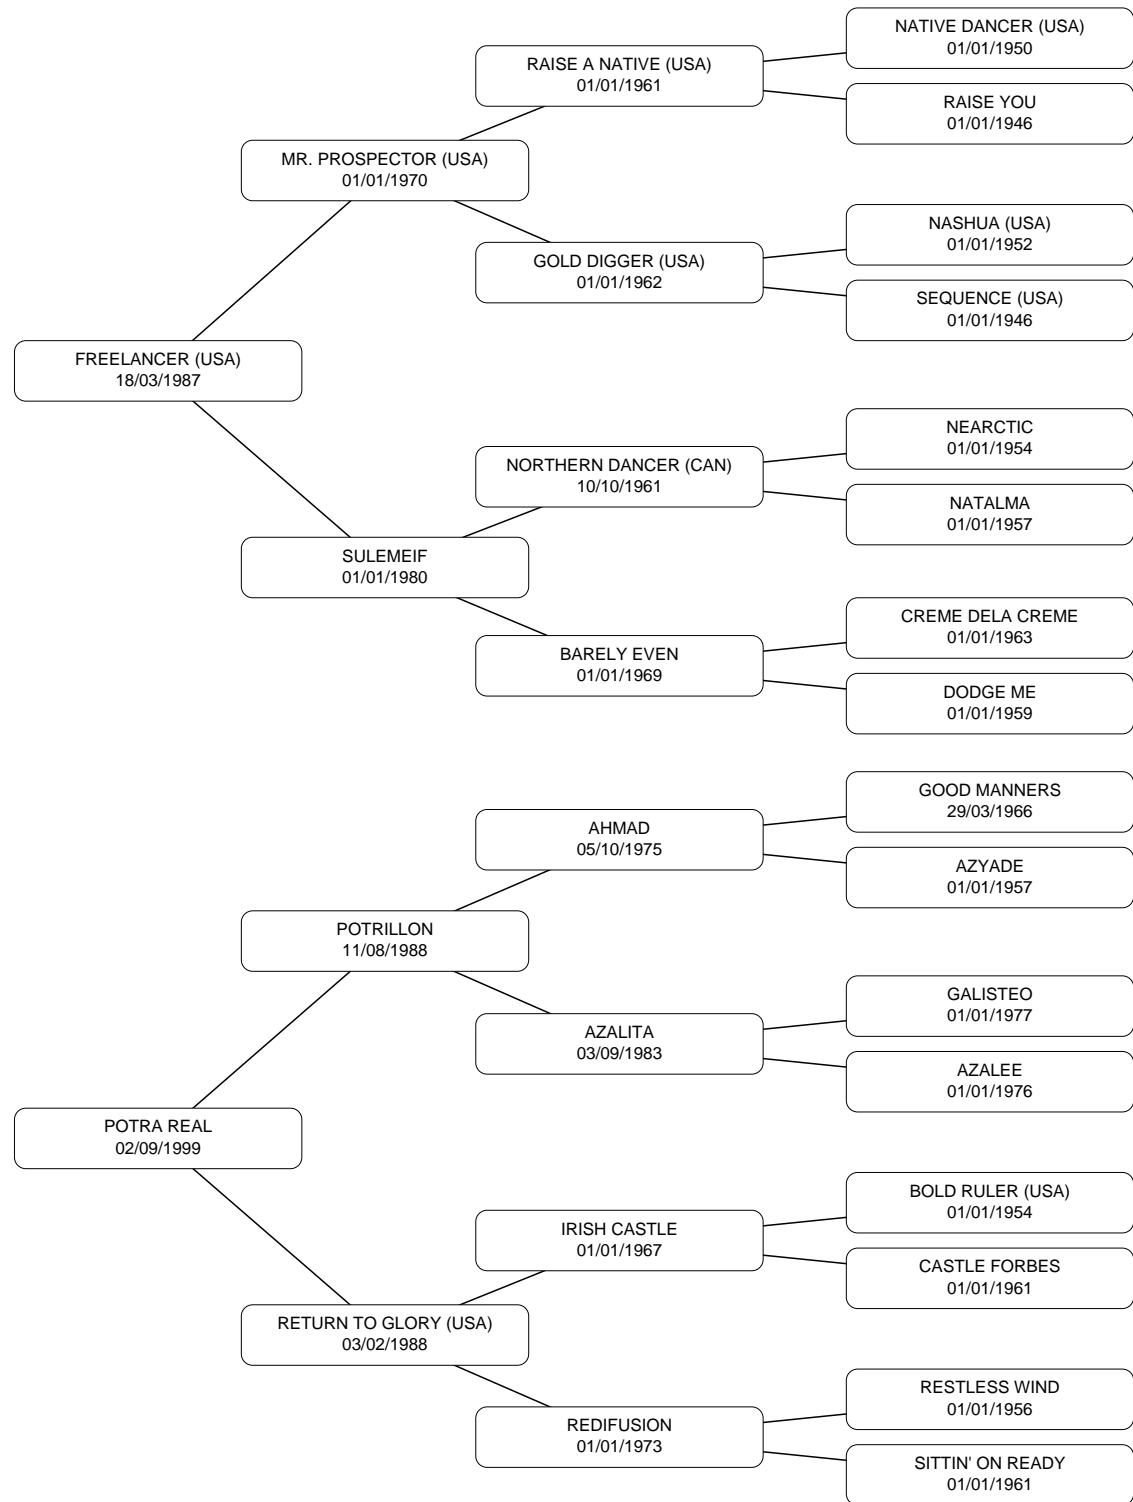 NATIVE DANCER (USA)
01/01/1950
RAISE A NATIVE (USA)
01/01/1961
RAISE YOU
01/01/1946
MR. PROSPECTOR (USA)
01/01/1970
NASHUA (USA)
01/01/1952
GOLD DIGGER (USA)
01/01/1962
SEQUENCE (USA)
01/01/1946
FREELANCER (USA)
18/03/1987
NEARCTIC
01/01/1954
NORTHERN DANCER (CAN)
10/10/1961
NATALMA
01/01/1957
SULEMEIF
01/01/1980
CREME DELA CREME
01/01/1963
BARELY EVEN
01/01/1969
DODGE ME
01/01/1959
GOOD MANNERS
29/03/1966
AHMAD
05/10/1975
AZYADE
01/01/1957
POTRILLON
11/08/1988
GALISTEO
01/01/1977
AZALITA
03/09/1983
AZALEE
01/01/1976
POTRA REAL
02/09/1999
BOLD RULER (USA)
01/01/1954
IRISH CASTLE
01/01/1967
CASTLE FORBES
01/01/1961
RETURN TO GLORY (USA)
03/02/1988
RESTLESS WIND
01/01/1956
REDIFUSION
01/01/1973
SITTIN' ON READY
01/01/1961